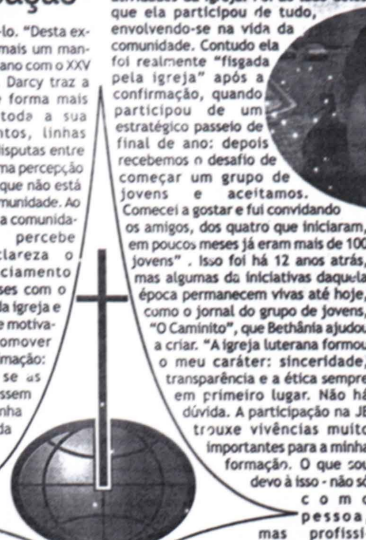 -lo. "Desta ex-
mais um man-
ano com o XXV
Darcy traz a
forma mais
toda a sua
ntos, linhas
disputas entre
ma percepção
que não está
munidade. Ao
a comunida-
percebe
clareza o
ciamento
ses com o
da igreja e
e motiva-
omover
mação:
se as
ssem
nha
da
que ela participou de tudo,
envolvendo-se na vida da
comunidade. Contudo ela
foi realmente "fisgada
pela igreja" após a
confirmação, quando
participou de um
estratégico passeio de
final de ano: depois
recebemos o desafio de
começar um grupo de
jovens e aceitamos.
Comecei a gostar e fui convidando
os amigos, dos quatro que iniciaram,
em poucos meses já eram mais de 100
jovens" . Isso foi há 12 anos atrás,
mas algumas da iniciativas daquela
época permanecem vivas até hoje,
como o jornal do grupo de jovens,
"O Caminito", que Bethânia ajudou
a criar. "A igreja luterana formou
o meu caráter: sinceridade,
transparência e a ética sempre
em primeiro lugar. Não há
dúvida. A participação na JE
trouxe vivências muito
importantes para a minha
formação. O que sou
devo à isso - não só
como
pessoa,
mas profissi